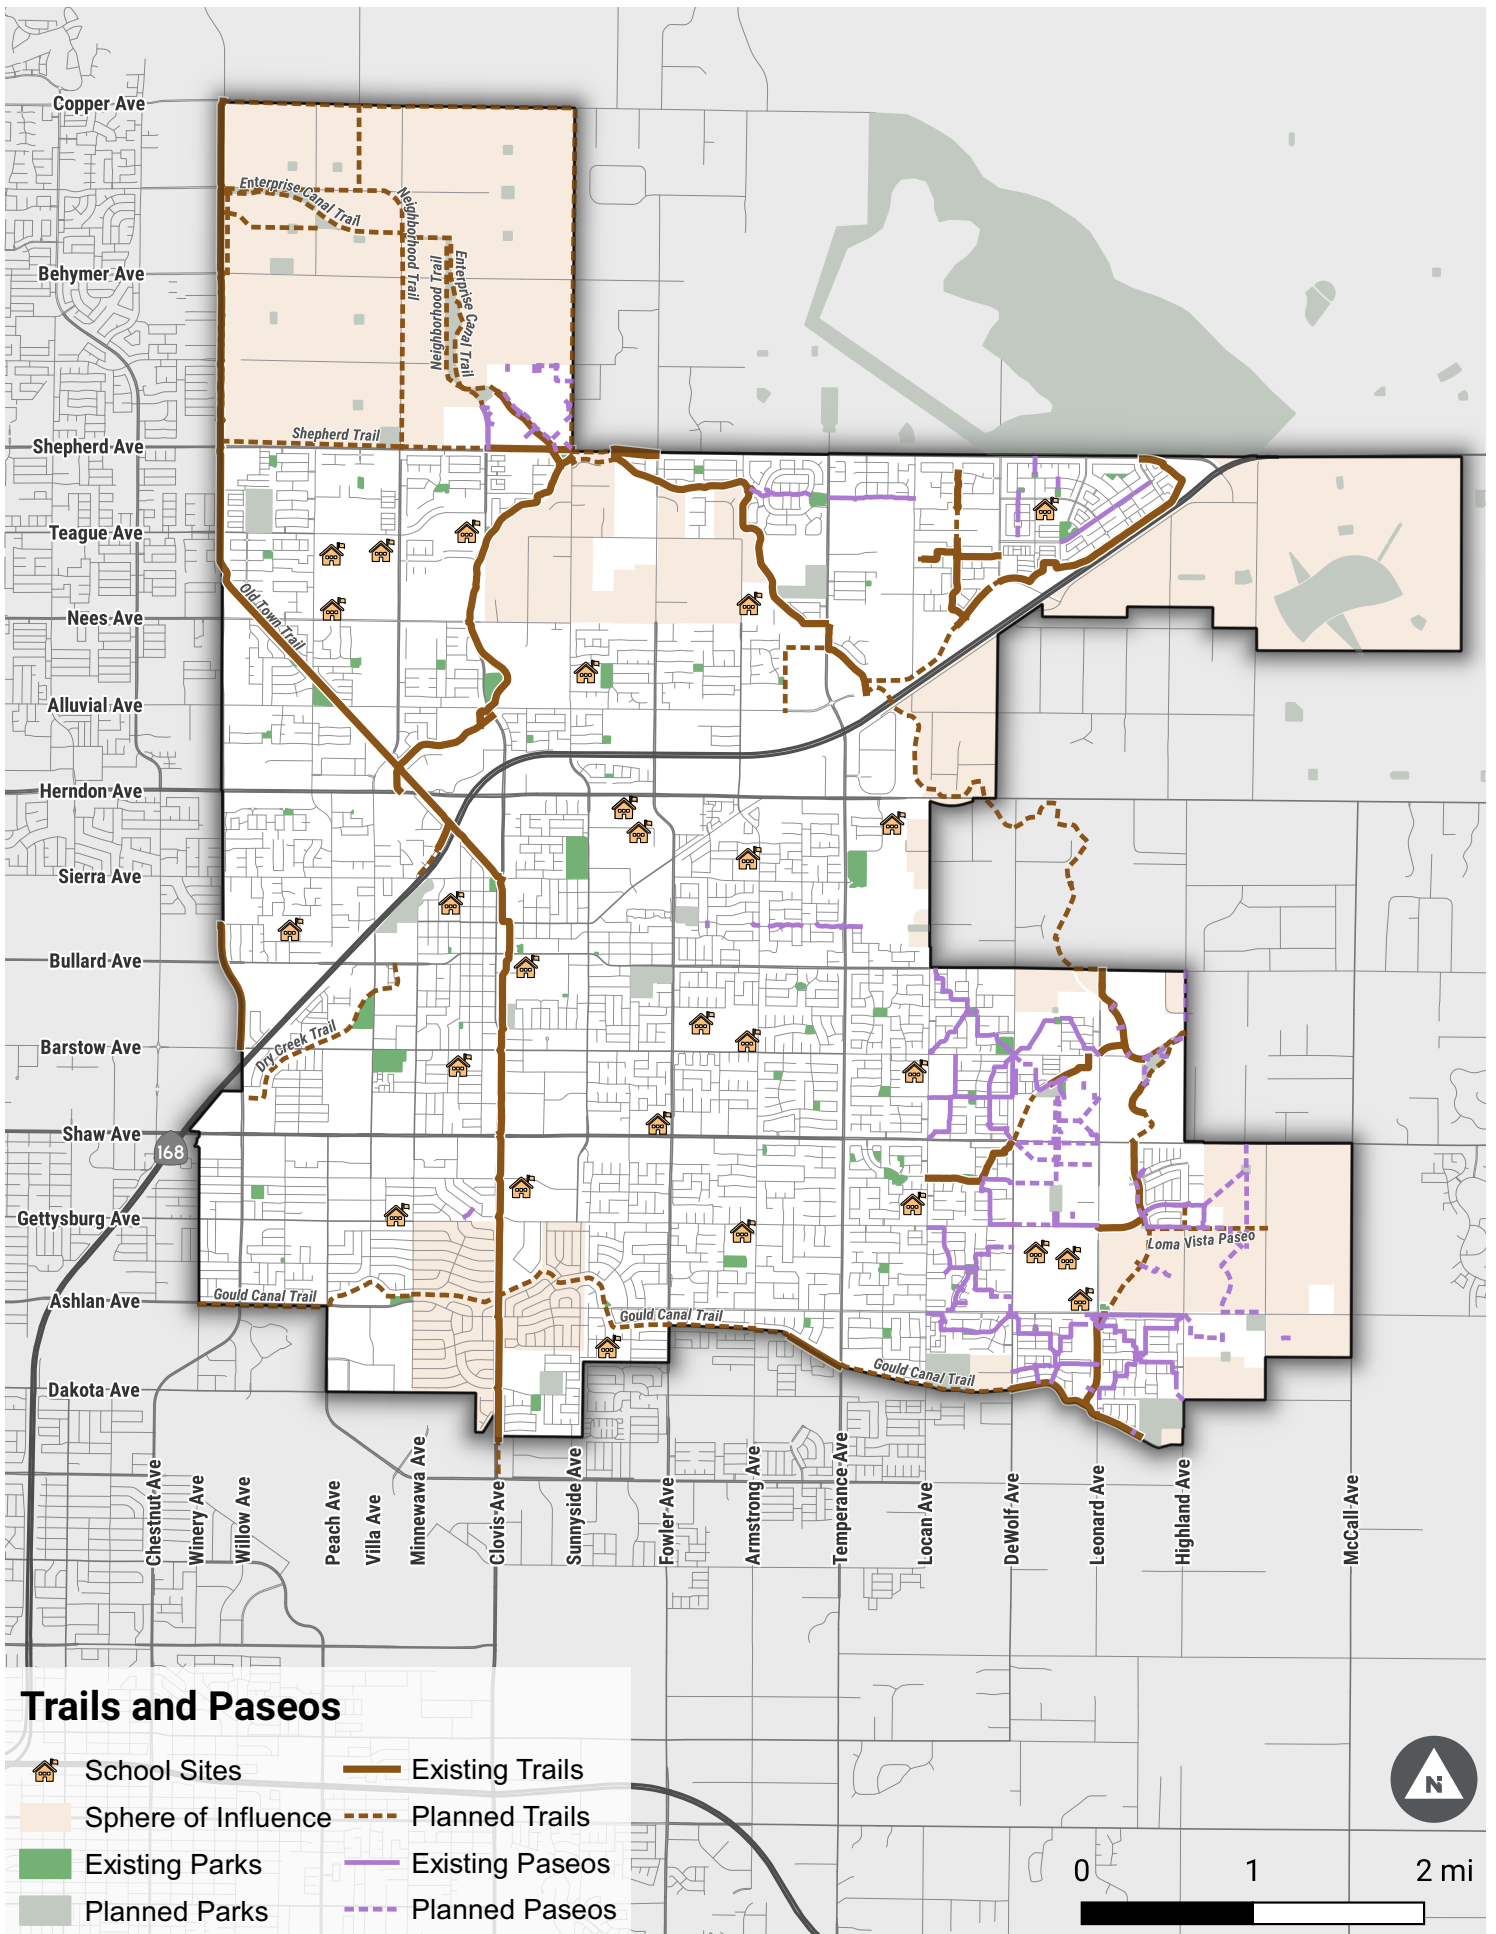 Copper Ave
Enterprise Canal Trail
Neighborhood Trail
Behymer Ave
Enterprise Canal Trail
Neighborhood Trail
Shepherd Ave
Shepherd Trail
Teague Ave
Old Town Trail
Nees Ave
Alluvial Ave
Herndon Ave
Sierra Ave
Bullard Ave
Dry Creek Trail
Barstow Ave
Shaw Ave
168
Gettysburg Ave
Loma Vista Paseo
Ashlan Ave
Gould Canal Trail
Gould Canal Trail
Gould Canal Trail
Dakota Ave
Chestnut Ave
Winery Ave
Willow Ave
Peach Ave
Villa Ave
Minnewawa Ave
Clovis Ave
Sunnyside Ave
Fowler Ave
Armstrong Ave
Temperance Ave
Locan Ave
DeWolf Ave
Leonard Ave
Highland Ave
McCall Ave
Trails and Paseos
School Sites
Existing Trails
Sphere of Influence
Planned Trails
Existing Parks
Existing Paseos
Planned Parks
Planned Paseos
N
0 1 2 mi